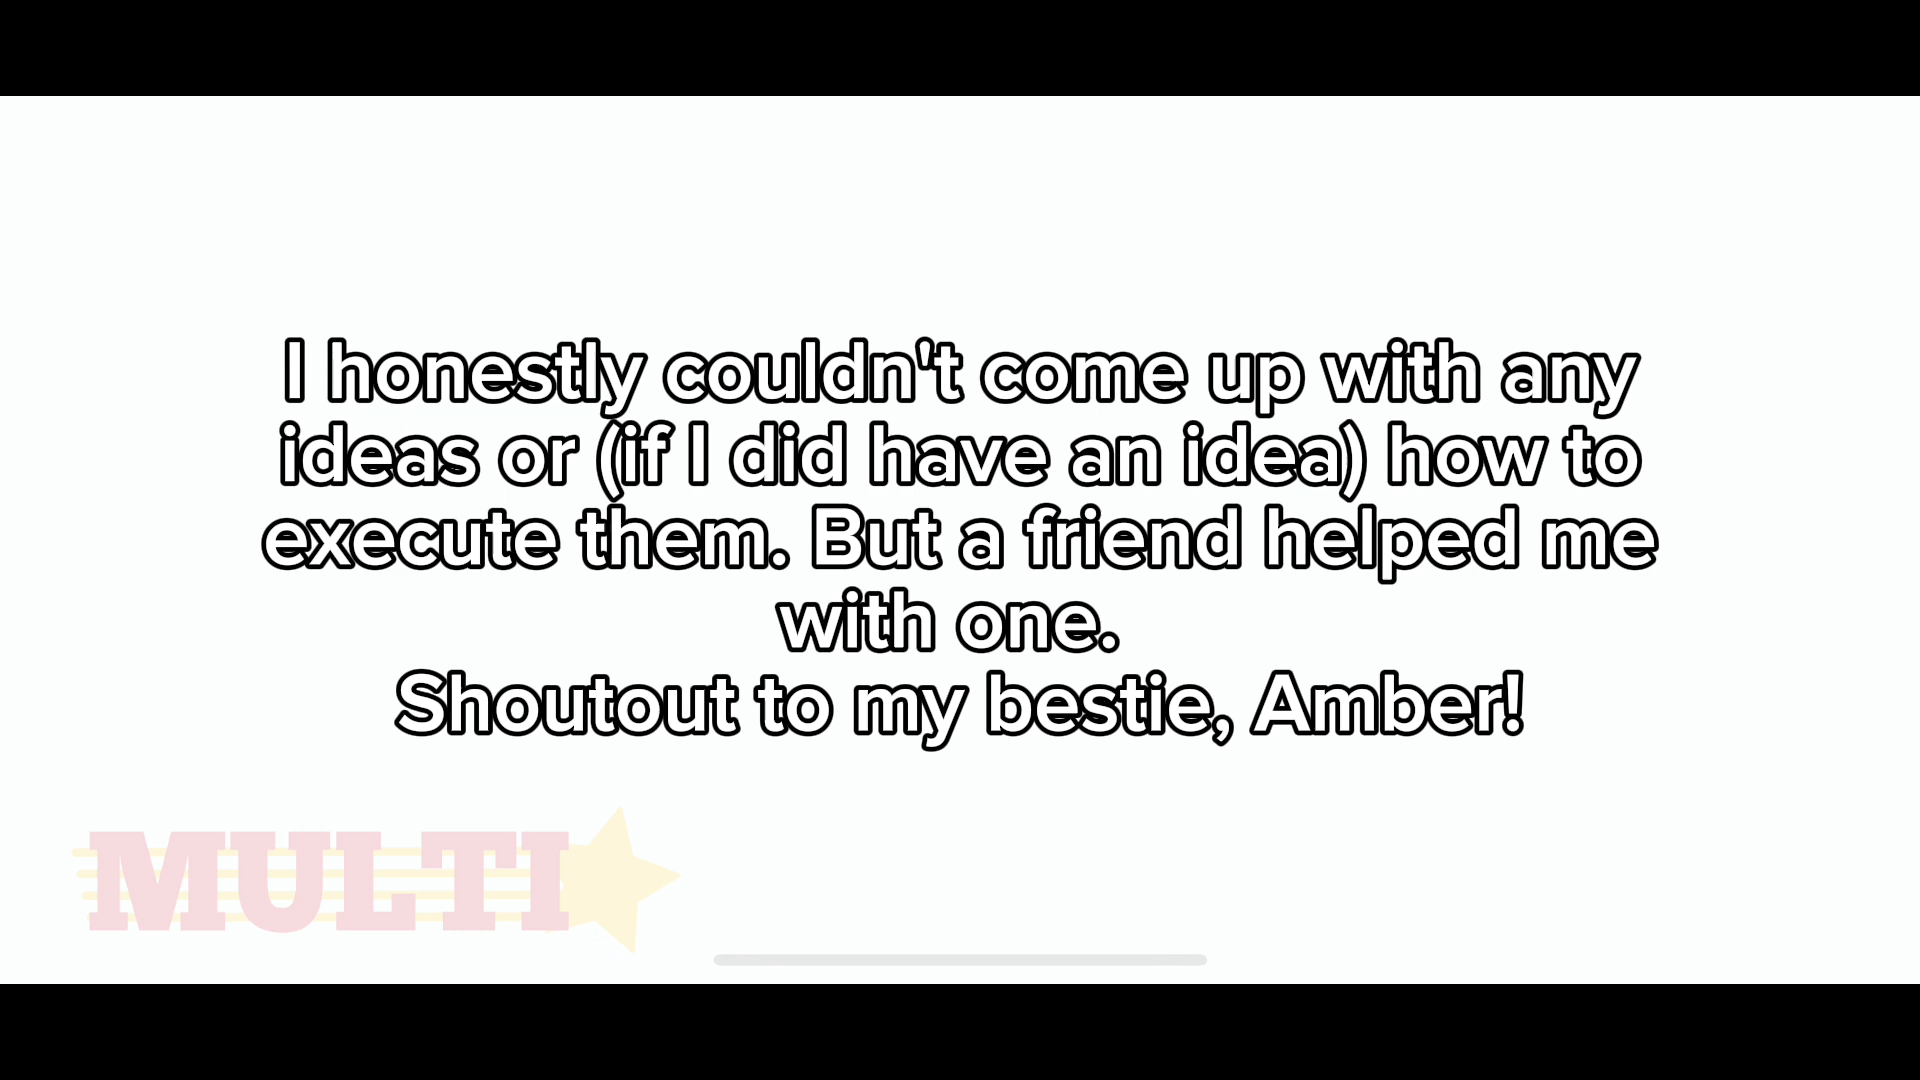 I honestly couldn't come up with any
ideas or (if I did have an idea) how to
execute them. But a friend helped me
with one.
Shoutout to my bestie, Amber!
MULTI